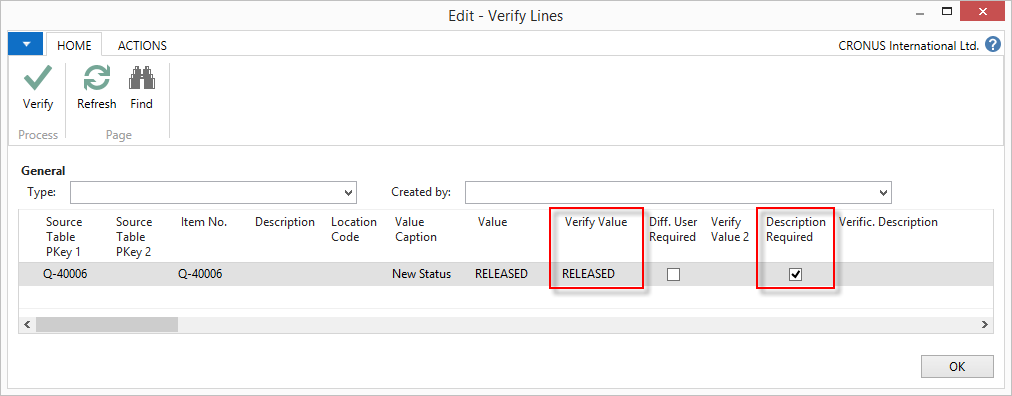 Edit - Verify Lines
HOME ACTIONS CRONUS International Ltd. ?
Verify Refresh Find
Process Page
General
Type: Created by:
Source Table PKey 1 Source Table PKey 2 Item No. Description Location Code Value Caption Value Verify Value Diff. User Required Verify Value 2 Description Required Verific. Description
Q-40006 Q-40006 New Status RELEASED RELEASED
OK